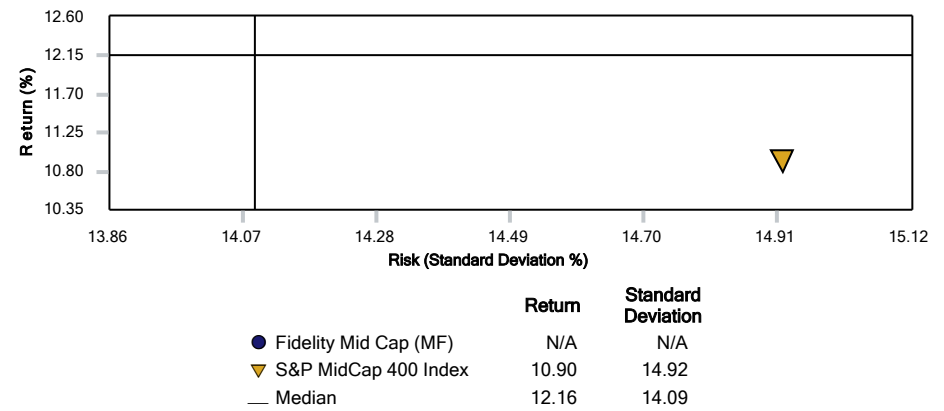 12.60
12.15
11.70
11.25
10.80
10.35
Return (%)
13.86 14.07 14.28 14.49 14.70 14.91 15.12
Risk (Standard Deviation %)
Return Standard Deviation
Fidelity Mid Cap (MF) N/A N/A
S&P MidCap 400 Index 10.90 14.92
Median 12.16 14.09